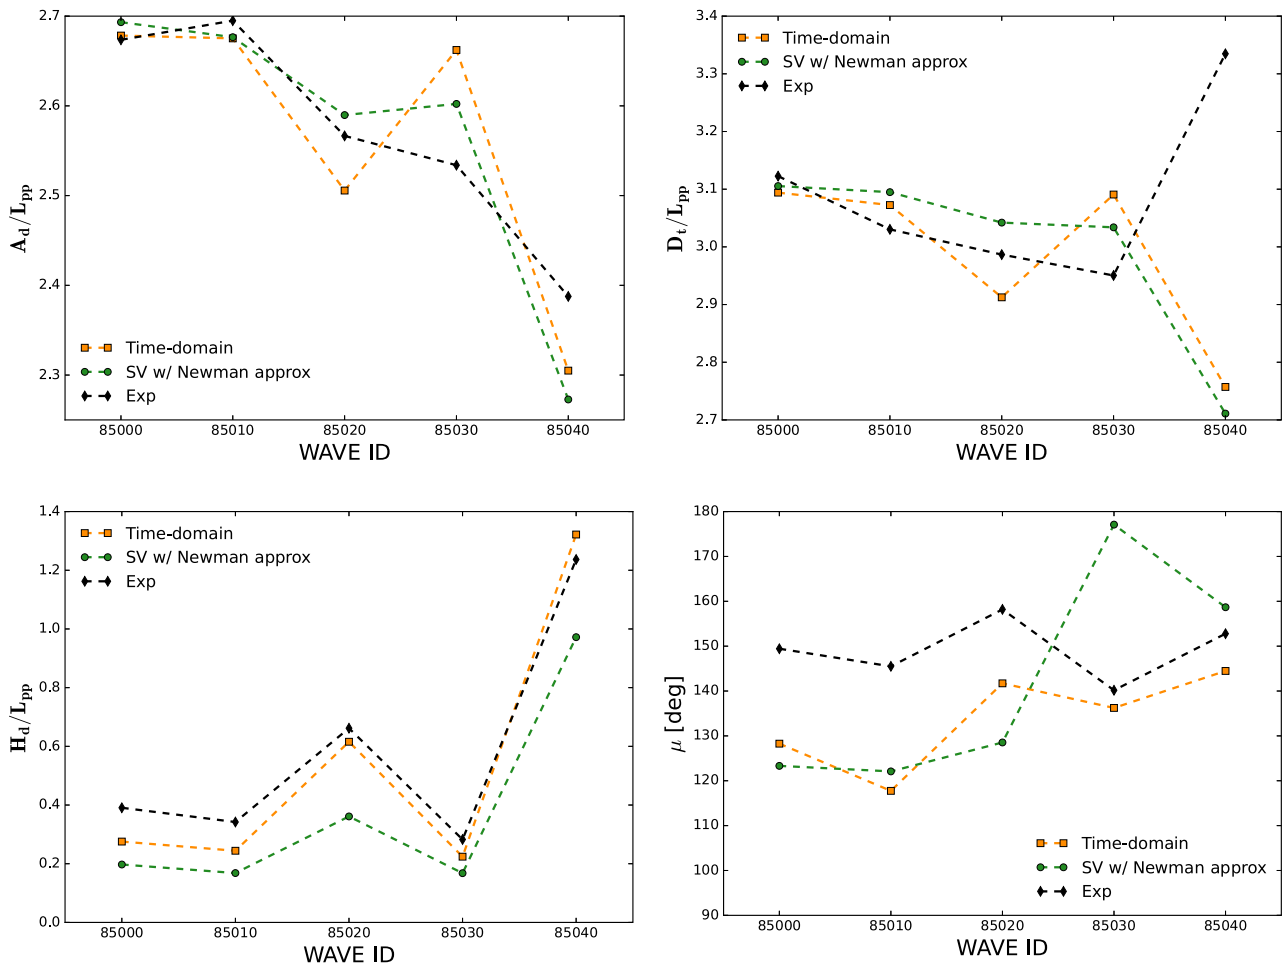 2.7
2.6
2.5
2.4
2.3
A_d/L_pp
Time-domain
SV w/ Newman approx
Exp
85000 85010 85020 85030 85040
WAVE ID
3.4
3.3
3.2
3.1
3.0
2.9
2.8
2.7
D_t/L_pp
Time-domain
SV w/ Newman approx
Exp
85000 85010 85020 85030 85040
WAVE ID
1.4
1.2
1.0
0.8
0.6
0.4
0.2
0.0
H_d/L_pp
Time-domain
SV w/ Newman approx
Exp
85000 85010 85020 85030 85040
WAVE ID
180
170
160
150
140
130
120
110
100
90
μ [deg]
Time-domain
SV w/ Newman approx
Exp
85000 85010 85020 85030 85040
WAVE ID